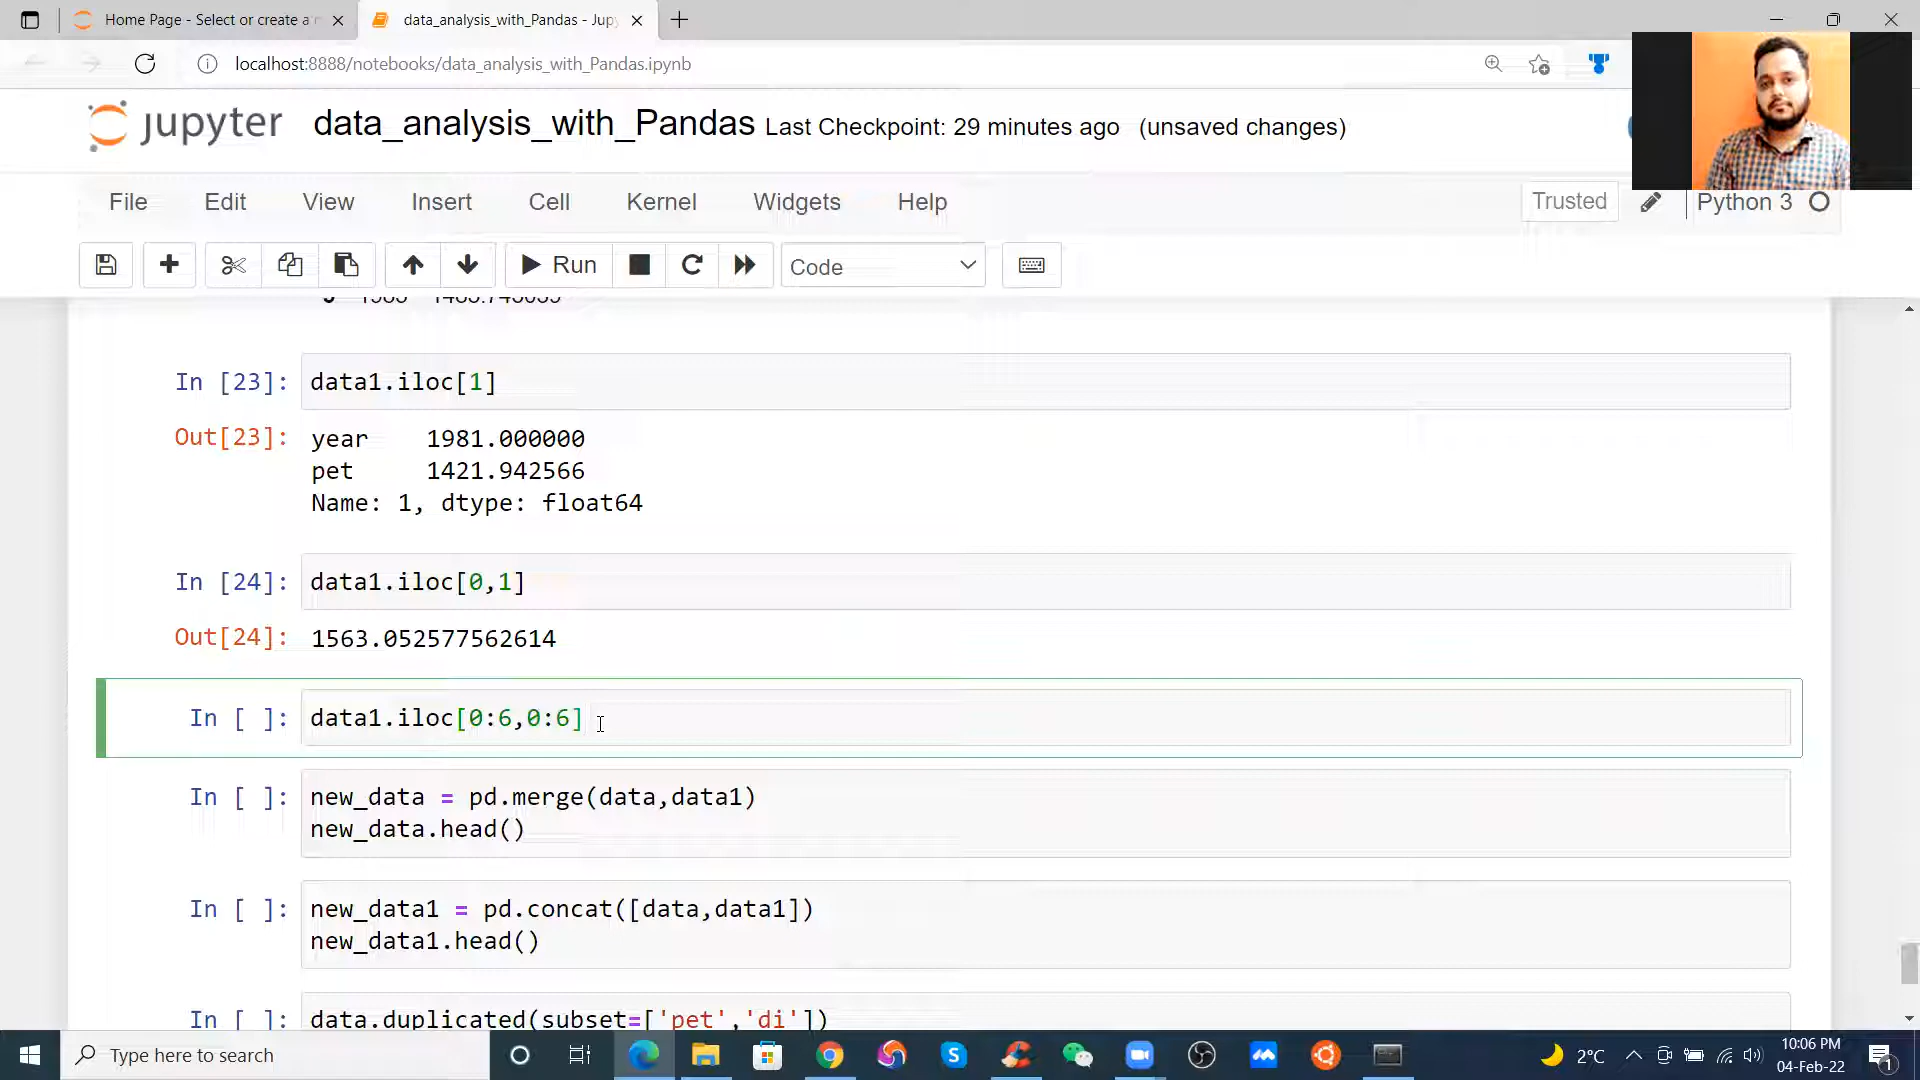 Home Page - Select or create a n
data_analysis_with_Pandas - Jupy
localhost:8888/notebooks/data_analysis_with_Pandas.ipynb
jupyter data_analysis_with_Pandas Last Checkpoint: 29 minutes ago (unsaved changes)
File Edit View Insert Cell Kernel Widgets Help Trusted Python 3
Run Code
In [23]: data1.iloc[1]
Out[23]: year 1981.000000
pet 1421.942566
Name: 1, dtype: float64
In [24]: data1.iloc[0,1]
Out[24]: 1563.052577562614
In [ ]: data1.iloc[0:6,0:6]
In [ ]: new_data = pd.merge(data,data1)
new_data.head()
In [ ]: new_data1 = pd.concat([data,data1])
new_data1.head()
In [ ]: data.duplicated(subset=['pet','di'])
Type here to search
2°C
10:06 PM
04-Feb-22
1